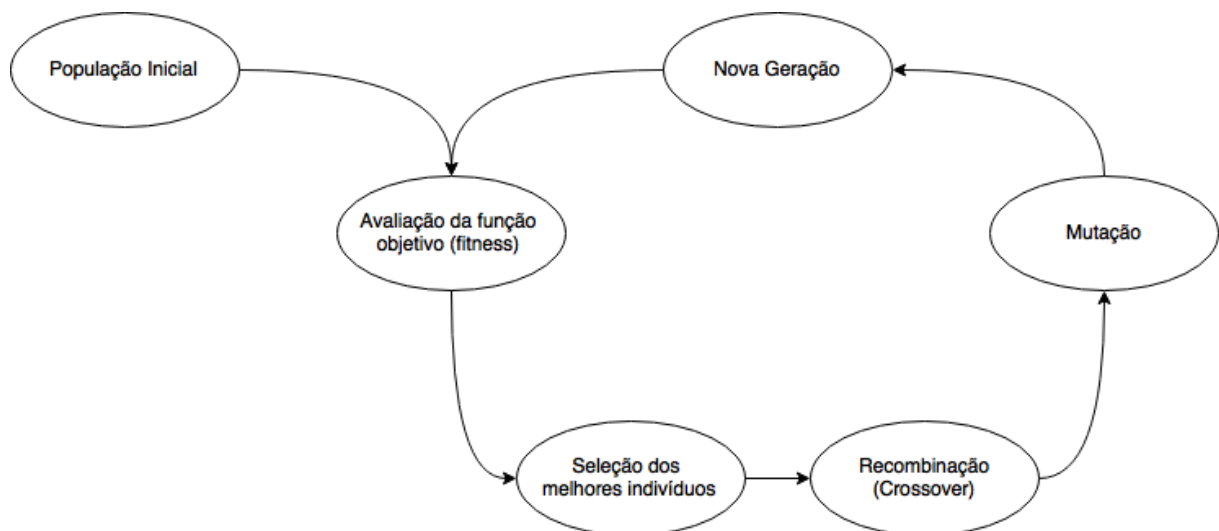 População Inicial
Nova Geração
Avaliação da função
objetivo (fitness)
Mutação
Seleção dos
melhores indivíduos
Recombinação
(Crossover)